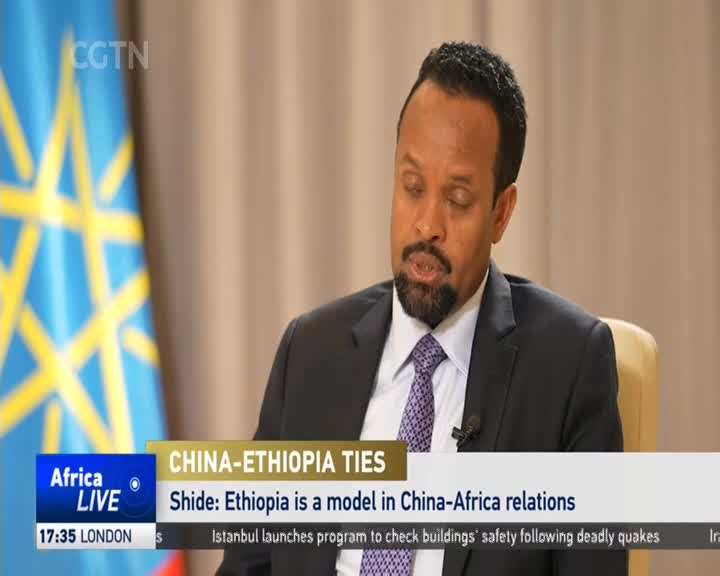 CGTN
CHINA-ETHIOPIA TIES
Africa
LIVE
Shide: Ethiopia is a model in China-Africa relations
17:35 LONDON
Istanbul launches program to check buildings' safety following deadly quakes